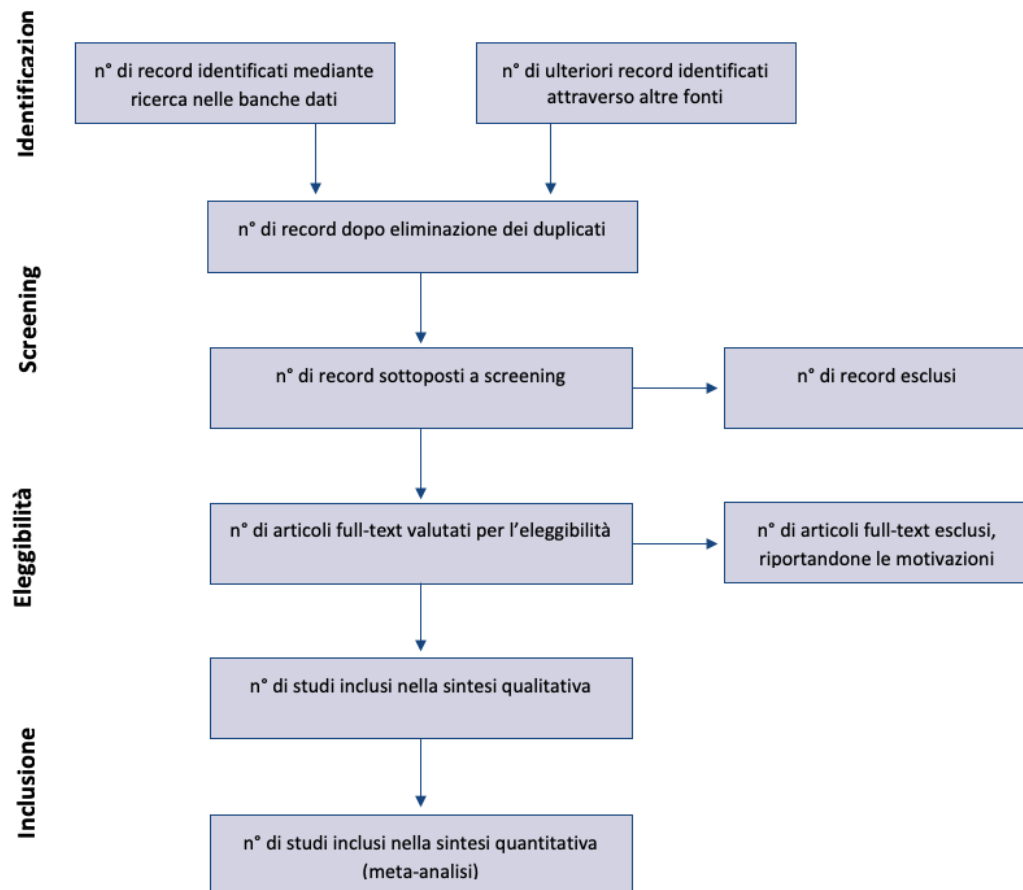 Identificazion
n° di record identificati mediante
ricerca nelle banche dati
n° di ulteriori record identificati
attraverso altre fonti
n° di record dopo eliminazione dei duplicati
Screening
n° di record sottoposti a screening
n° di record esclusi
Eleggibilità
n° di articoli full-text valutati per l’eleggibilità
n° di articoli full-text esclusi,
riportandone le motivazioni
n° di studi inclusi nella sintesi qualitativa
Inclusione
n° di studi inclusi nella sintesi quantitativa
(meta-analisi)